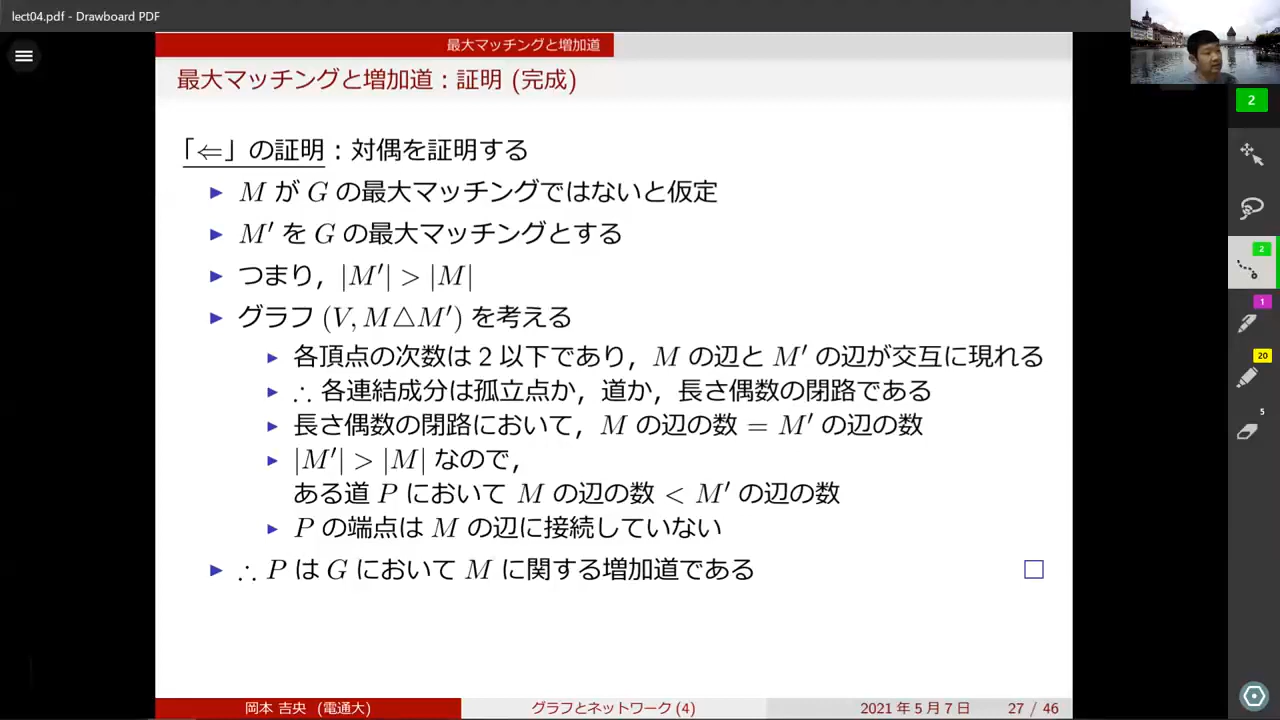 lect04.pdf - Drawboard PDF
最大マッチングと増加道
最大マッチングと増加道：証明 (完成)
「⇐」の証明：対偶を証明する
▶ M が G の最大マッチングではないと仮定
▶ M′ を G の最大マッチングとする
▶ つまり，|M′| > |M|
▶ グラフ (V, M△M′) を考える
▶ 各頂点の次数は 2 以下であり，M の辺と M′ の辺が交互に現れる
▶ ∴ 各連結成分は孤立点か，道か，長さ偶数の閉路である
▶ 長さ偶数の閉路において，M の辺の数 = M′ の辺の数
▶ |M′| > |M| なので，
ある道 P において M の辺の数 < M′ の辺の数
▶ P の端点は M の辺に接続していない
▶ ∴ P は G において M に関する増加道である □
岡本 吉央 (電通大)
グラフとネットワーク (4)
2021 年 5 月 7 日 27 / 46
2
2
1
20
5